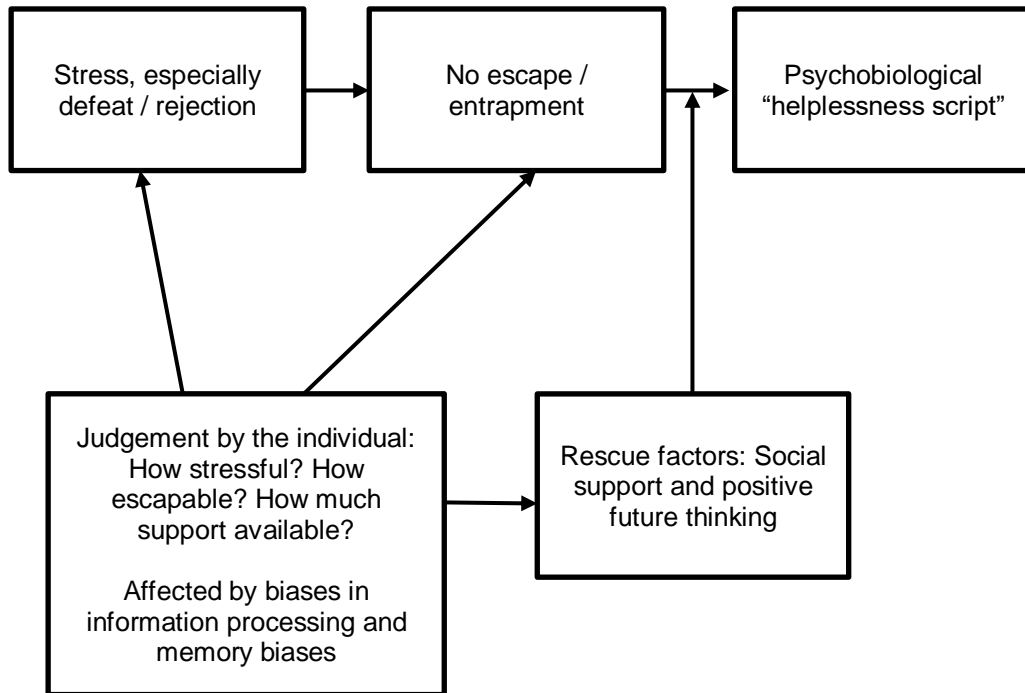 Stress, especially
defeat / rejection
No escape /
entrapment
Psychobiological
“helplessness script”
Judgement by the individual:
How stressful? How
escapable? How much
support available?
Affected by biases in
information processing and
memory biases
Rescue factors: Social
support and positive
future thinking